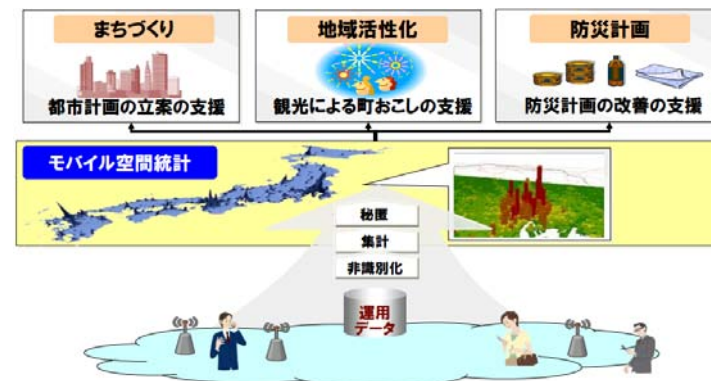 まちづくり
都市計画の立案の支援
地域活性化
観光による町おこしの支援
防災計画
防災計画の改善の支援
モバイル空間統計
秘匿
集計
非識別化
運用
データ